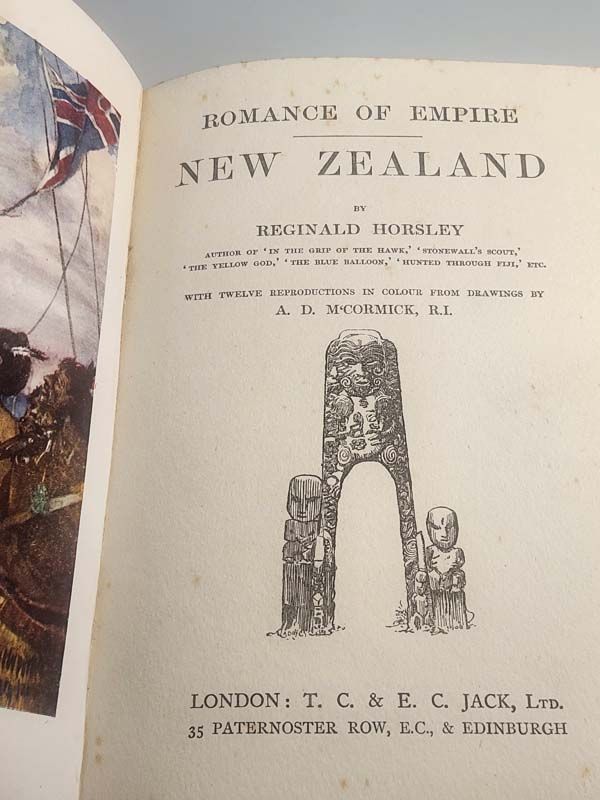 ROMANCE OF EMPIRE
NEW ZEALAND
BY
REGINALD HORSLEY
AUTHOR OF 'IN THE GRIP OF THE HAWK,' 'STONEWALL'S SCOUT,'
'THE YELLOW GOD,' 'THE BLUE BALLOON,' 'HUNTED THROUGH FIJI,' ETC.
WITH TWELVE REPRODUCTIONS IN COLOUR FROM DRAWINGS BY
A. D. M‘CORMICK, R.I.
LONDON: T. C. & E. C. JACK, LTD.
35 PATERNOSTER ROW, E.C., & EDINBURGH